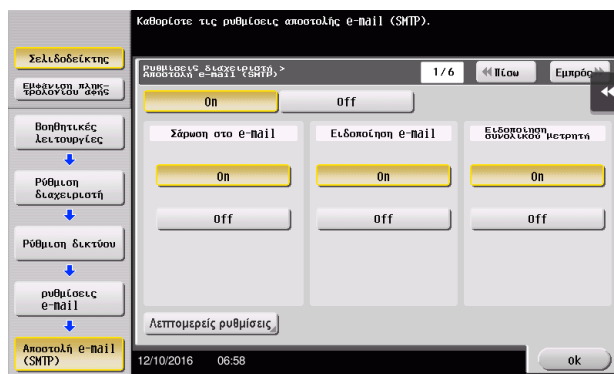 Καθορίστε τις ρυθμίσεις αποστολής e-mail (SMTP).
Σελιδοδείκτης
Εμφάνιση πληκ-
τρολογίου αφής
Βοηθητικές
λειτουργίες
Ρύθμιση
διαχειριστή
Ρύθμιση δικτύου
ρυθμίσεις
e-mail
Αποστολή e-mail
(SMTP)
Ρυθμίσεις διαχειριστή >
Αποστολή e-mail (SMTP)
1/6
Πίσω
Εμπρός
On
Off
Σάρωση στο e-mail
On
Off
Ειδοποίηση e-mail
On
Off
Ειδοποίηση
συνολικού μετρητή
On
Off
Λεπτομερείς ρυθμίσεις
12/10/2016 06:58
ok